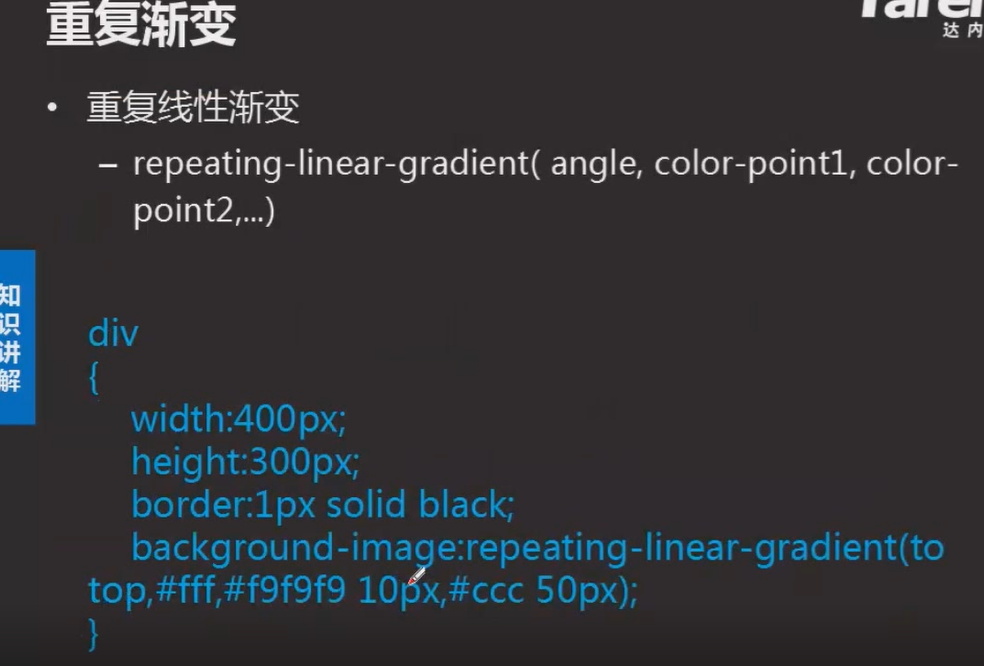 重复渐变
达内
• 重复线性渐变
– repeating-linear-gradient( angle, color-point1, color-
point2,...)
知
识
讲
解
div
{
width:400px;
height:300px;
border:1px solid black;
background-image:repeating-linear-gradient(to
top,#fff,#f9f9f9 10px,#ccc 50px);
}